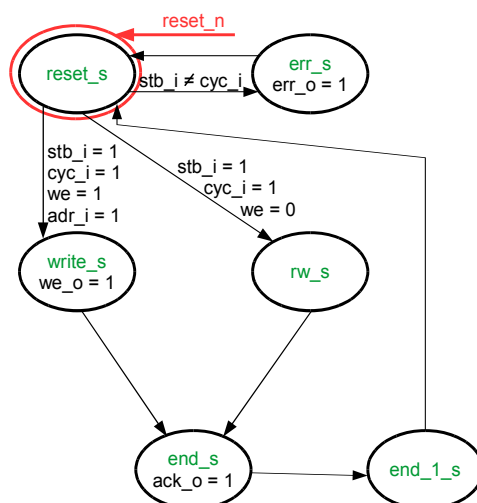 reset_n
reset_s
err_s
err_o = 1
stb_i ≠ cyc_i
stb_i = 1
cyc_i = 1
we = 1
adr_i = 1
stb_i = 1
cyc_i = 1
we = 0
write_s
we_o = 1
rw_s
end_s
ack_o = 1
end_1_s